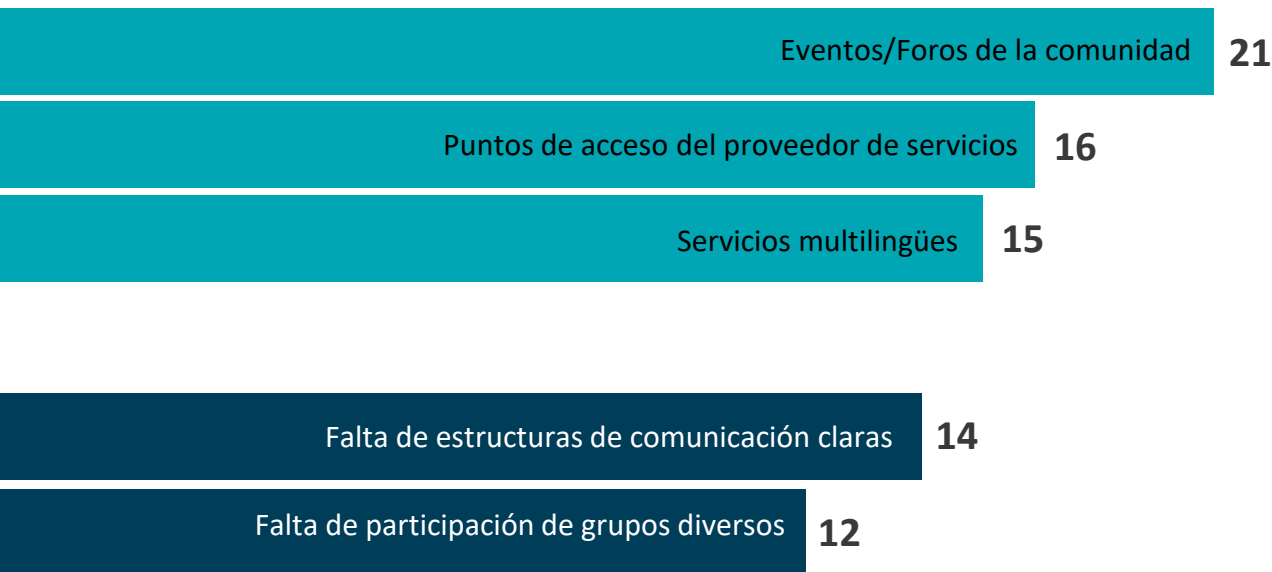 Eventos/Foros de la comunidad 21
Puntos de acceso del proveedor de servicios 16
Servicios multilingües 15
Falta de estructuras de comunicación claras 14
Falta de participación de grupos diversos 12